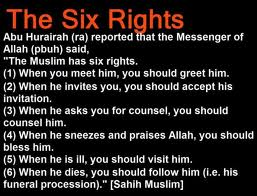 The Six Rights
Abu Hurairah (ra) reported that the Messenger of
Allah (pbuh) said,
"The Muslim has six rights.
(1) When you meet him, you should greet him.
(2) When he invites you, you should accept his
invitation.
(3) When he asks you for counsel, you should
counsel him.
(4) When he sneezes and praises Allah, you should
bless him.
(5) When he is ill, you should visit him.
(6) When he dies, you should follow him (i.e. his
funeral procession)." [Sahih Muslim]